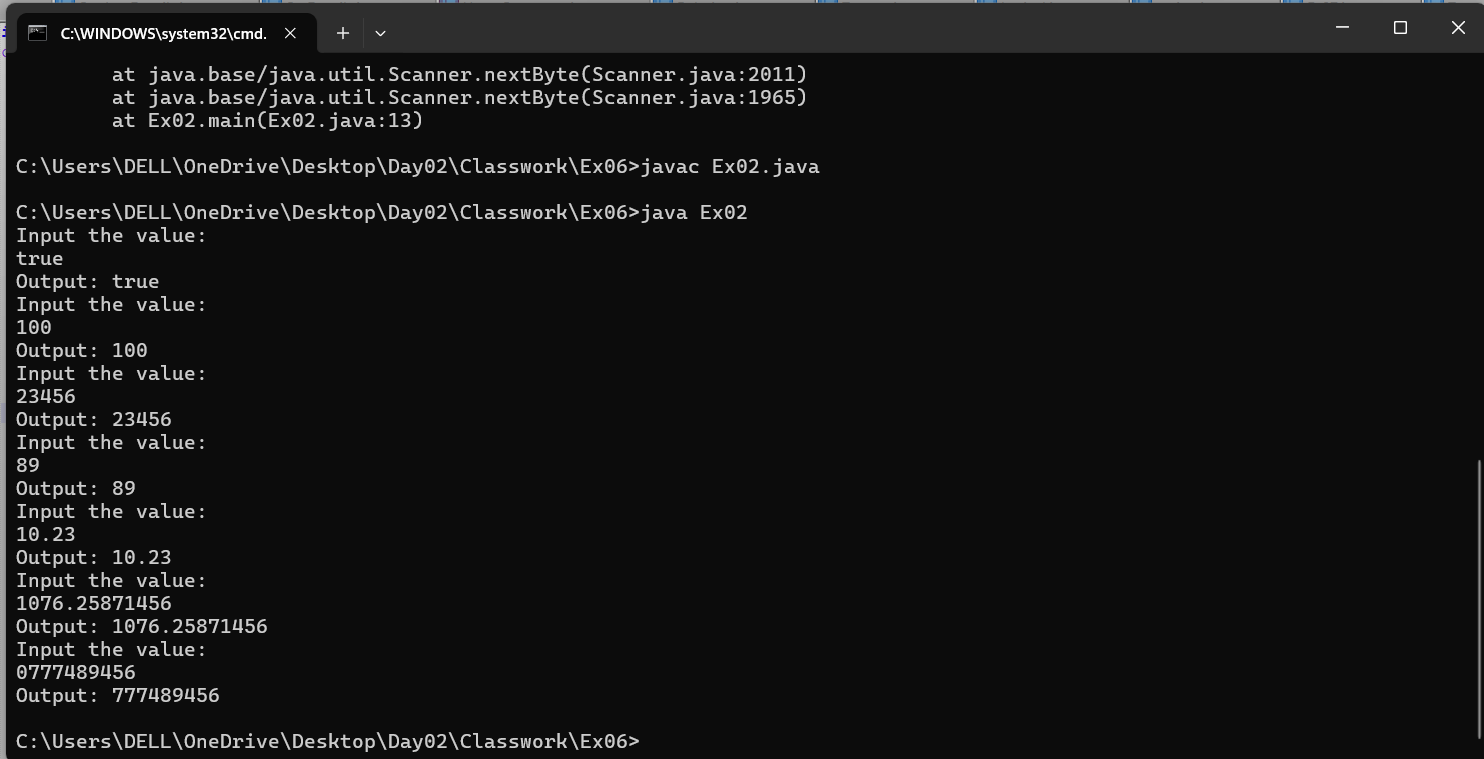 C:\WINDOWS\system32\cmd.
at java.base/java.util.Scanner.nextByte(Scanner.java:2011)
at java.base/java.util.Scanner.nextByte(Scanner.java:1965)
at Ex02.main(Ex02.java:13)
C:\Users\DELL\OneDrive\Desktop\Day02\Classwork\Ex06>javac Ex02.java
C:\Users\DELL\OneDrive\Desktop\Day02\Classwork\Ex06>java Ex02
Input the value:
true
Output: true
Input the value:
100
Output: 100
Input the value:
23456
Output: 23456
Input the value:
89
Output: 89
Input the value:
10.23
Output: 10.23
Input the value:
1076.25871456
Output: 1076.25871456
Input the value:
0777489456
Output: 777489456
C:\Users\DELL\OneDrive\Desktop\Day02\Classwork\Ex06>